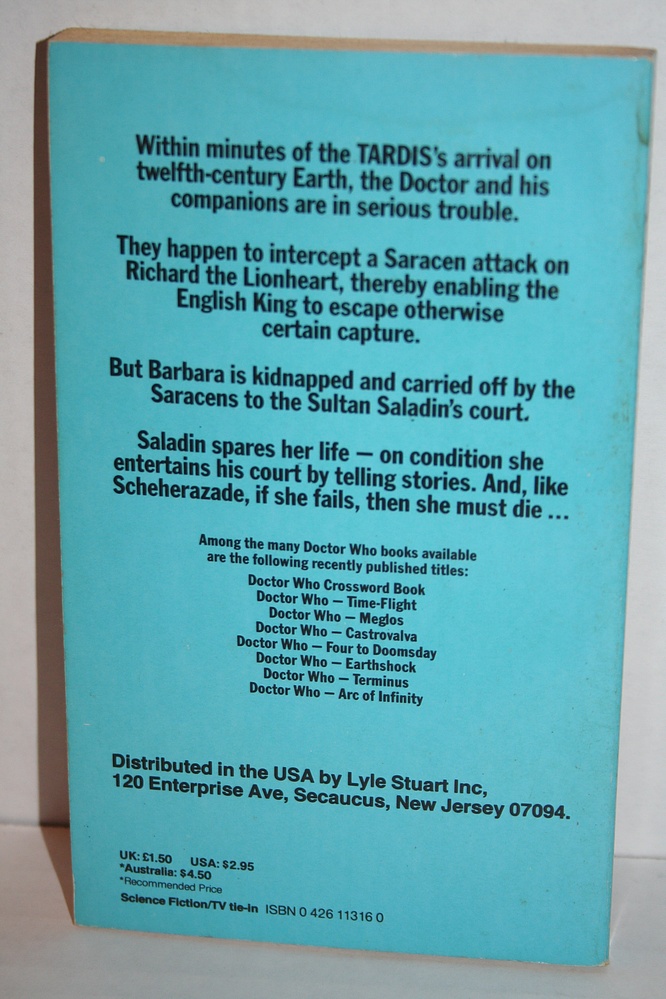 Within minutes of the TARDIS's arrival on
twelfth-century Earth, the Doctor and his
companions are in serious trouble.
They happen to intercept a Saracen attack on
Richard the Lionheart, thereby enabling the
English King to escape otherwise
certain capture.
But Barbara is kidnapped and carried off by the
Saracens to the Sultan Saladin's court.
Saladin spares her life — on condition she
entertains his court by telling stories. And, like
Scheherazade, if she fails, then she must die ...
Among the many Doctor Who books available
are the following recently published titles:
Doctor Who Crossword Book
Doctor Who — Time-Flight
Doctor Who — Meglos
Doctor Who — Castrovalva
Doctor Who — Four to Doomsday
Doctor Who — Earthshock
Doctor Who — Terminus
Doctor Who — Arc of Infinity
Distributed in the USA by Lyle Stuart Inc,
120 Enterprise Ave, Secaucus, New Jersey 07094.
UK: £1.50 USA: $2.95
*Australia: $4.50
*Recommended Price
Science Fiction/TV tie-in ISBN 0 426 11316 0